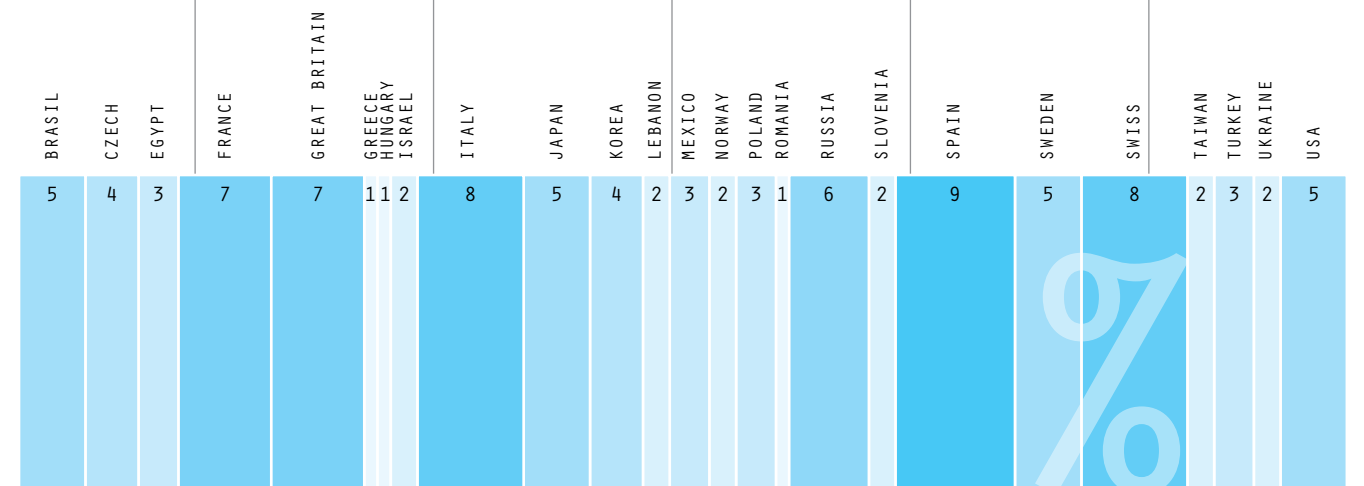 BRASIL
CZECH
EGYPT
FRANCE
GREAT BRITAIN
GREECE
HUNGARY
ISRAEL
ITALY
JAPAN
KOREA
LEBANON
MEXICO
NORWAY
POLAND
ROMANIA
RUSSIA
SLOVENIA
SPAIN
SWEDEN
SWISS
TAIWAN
TURKEY
UKRAINE
USA
5 4 3 7 7 1 1 2 8 5 4 2 3 2 3 1 6 2 9 5 8 2 3 2 5
%